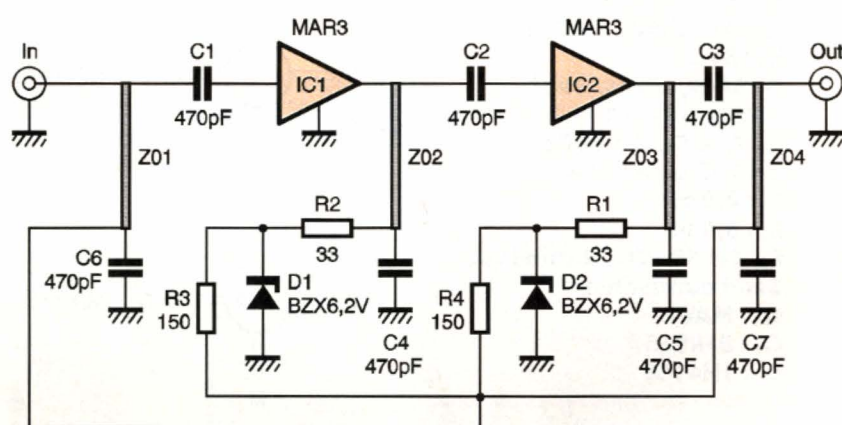 MAR3
MAR3
In
C1
C2
C3
Out
IC1
IC2
470pF
470pF
470pF
Z01
Z02
Z03
Z04
R2
R1
33
33
C6
470pF
R3
150
D1
BZX6,2V
R4
150
D2
BZX6,2V
C4
470pF
C5
470pF
C7
470pF